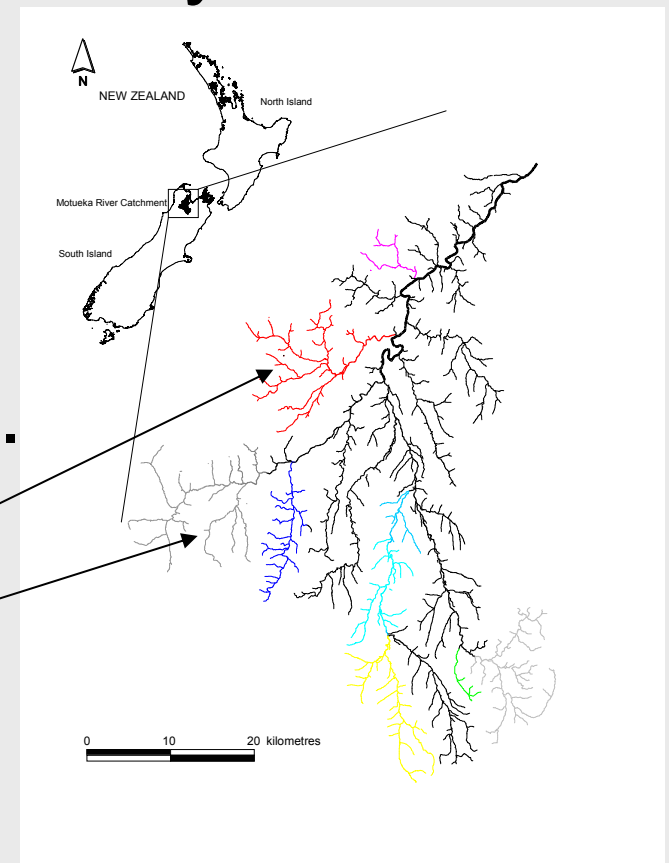 N
NEW ZEALAND
North Island
Motueka River Catchment
South Island
0 10 20 kilometres